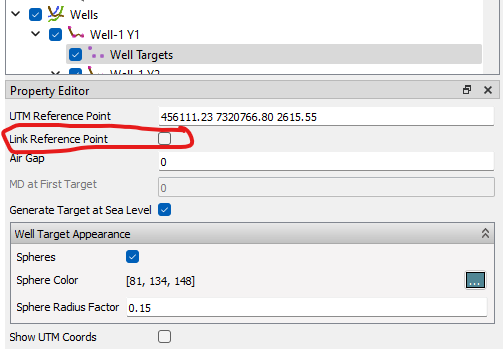 Wells
Well-1 Y1
Well Targets
Well-1 Y2
Property Editor
UTM Reference Point 456111.23 7320766.80 2615.55
Link Reference Point
Air Gap 0
MD at First Target 0
Generate Target at Sea Level
Well Target Appearance
Spheres
Sphere Color [81, 134, 148] ...
Sphere Radius Factor 0.15
Show UTM Coords